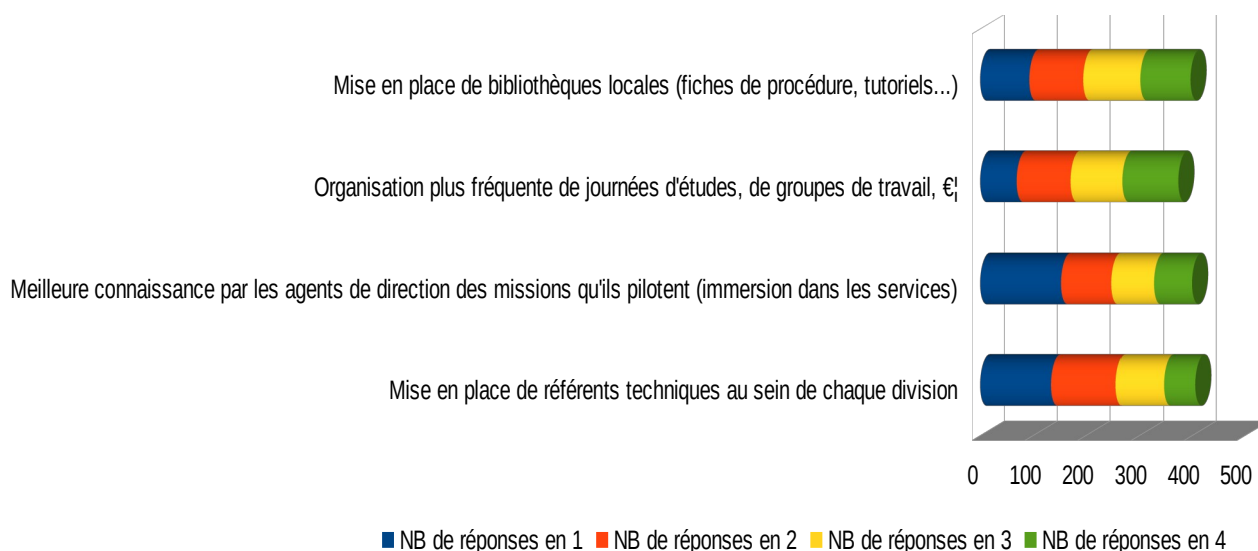 Mise en place de bibliothèques locales (fiches de procédure, tutoriels...)
Organisation plus fréquente de journées d'études, de groupes de travail, €¦
Meilleure connaissance par les agents de direction des missions qu'ils pilotent (immersion dans les services)
Mise en place de référents techniques au sein de chaque division
0 100 200 300 400 500
NB de réponses en 1 NB de réponses en 2 NB de réponses en 3 NB de réponses en 4